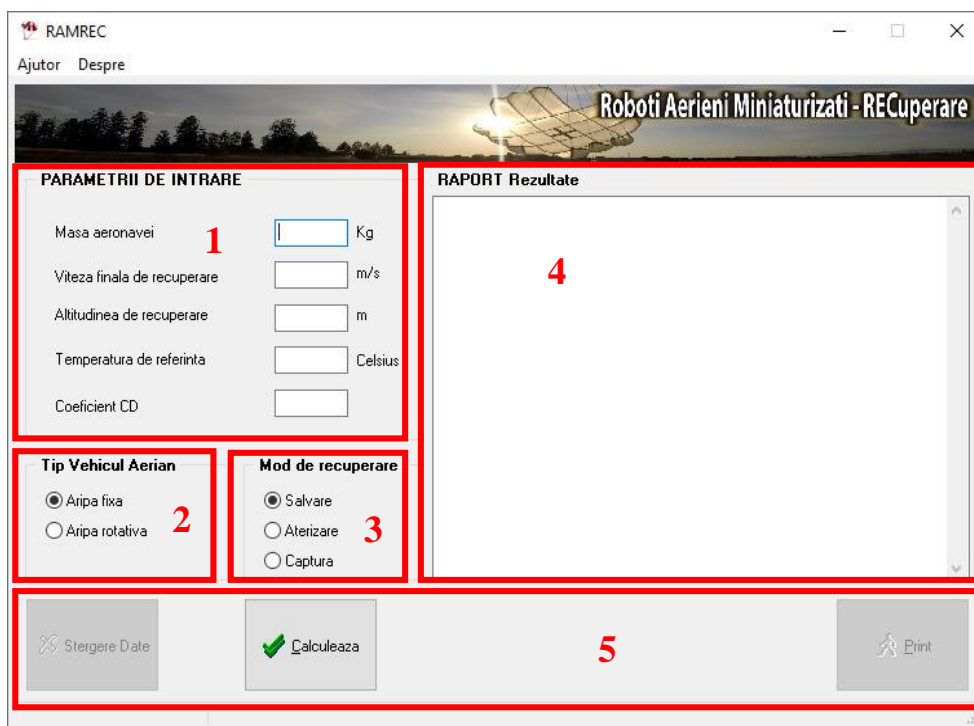 RAMREC
Ajutor Despre
Roboti Aerieni Miniaturizati - RECuperare
PARAMETRII DE INTRARE
Masa aeronavei Kg
1
Viteza finala de recuperare m/s
Altitudinea de recuperare m
Temperatura de referinta Celsius
Coeficient CD
RAPORT Rezultate
4
Tip Vehicul Aerian
Aripa fixa
Aripa rotativa
2
Mod de recuperare
Salvare
Aterizare
Captura
3
Stergere Date
Calculeaza
5
Print